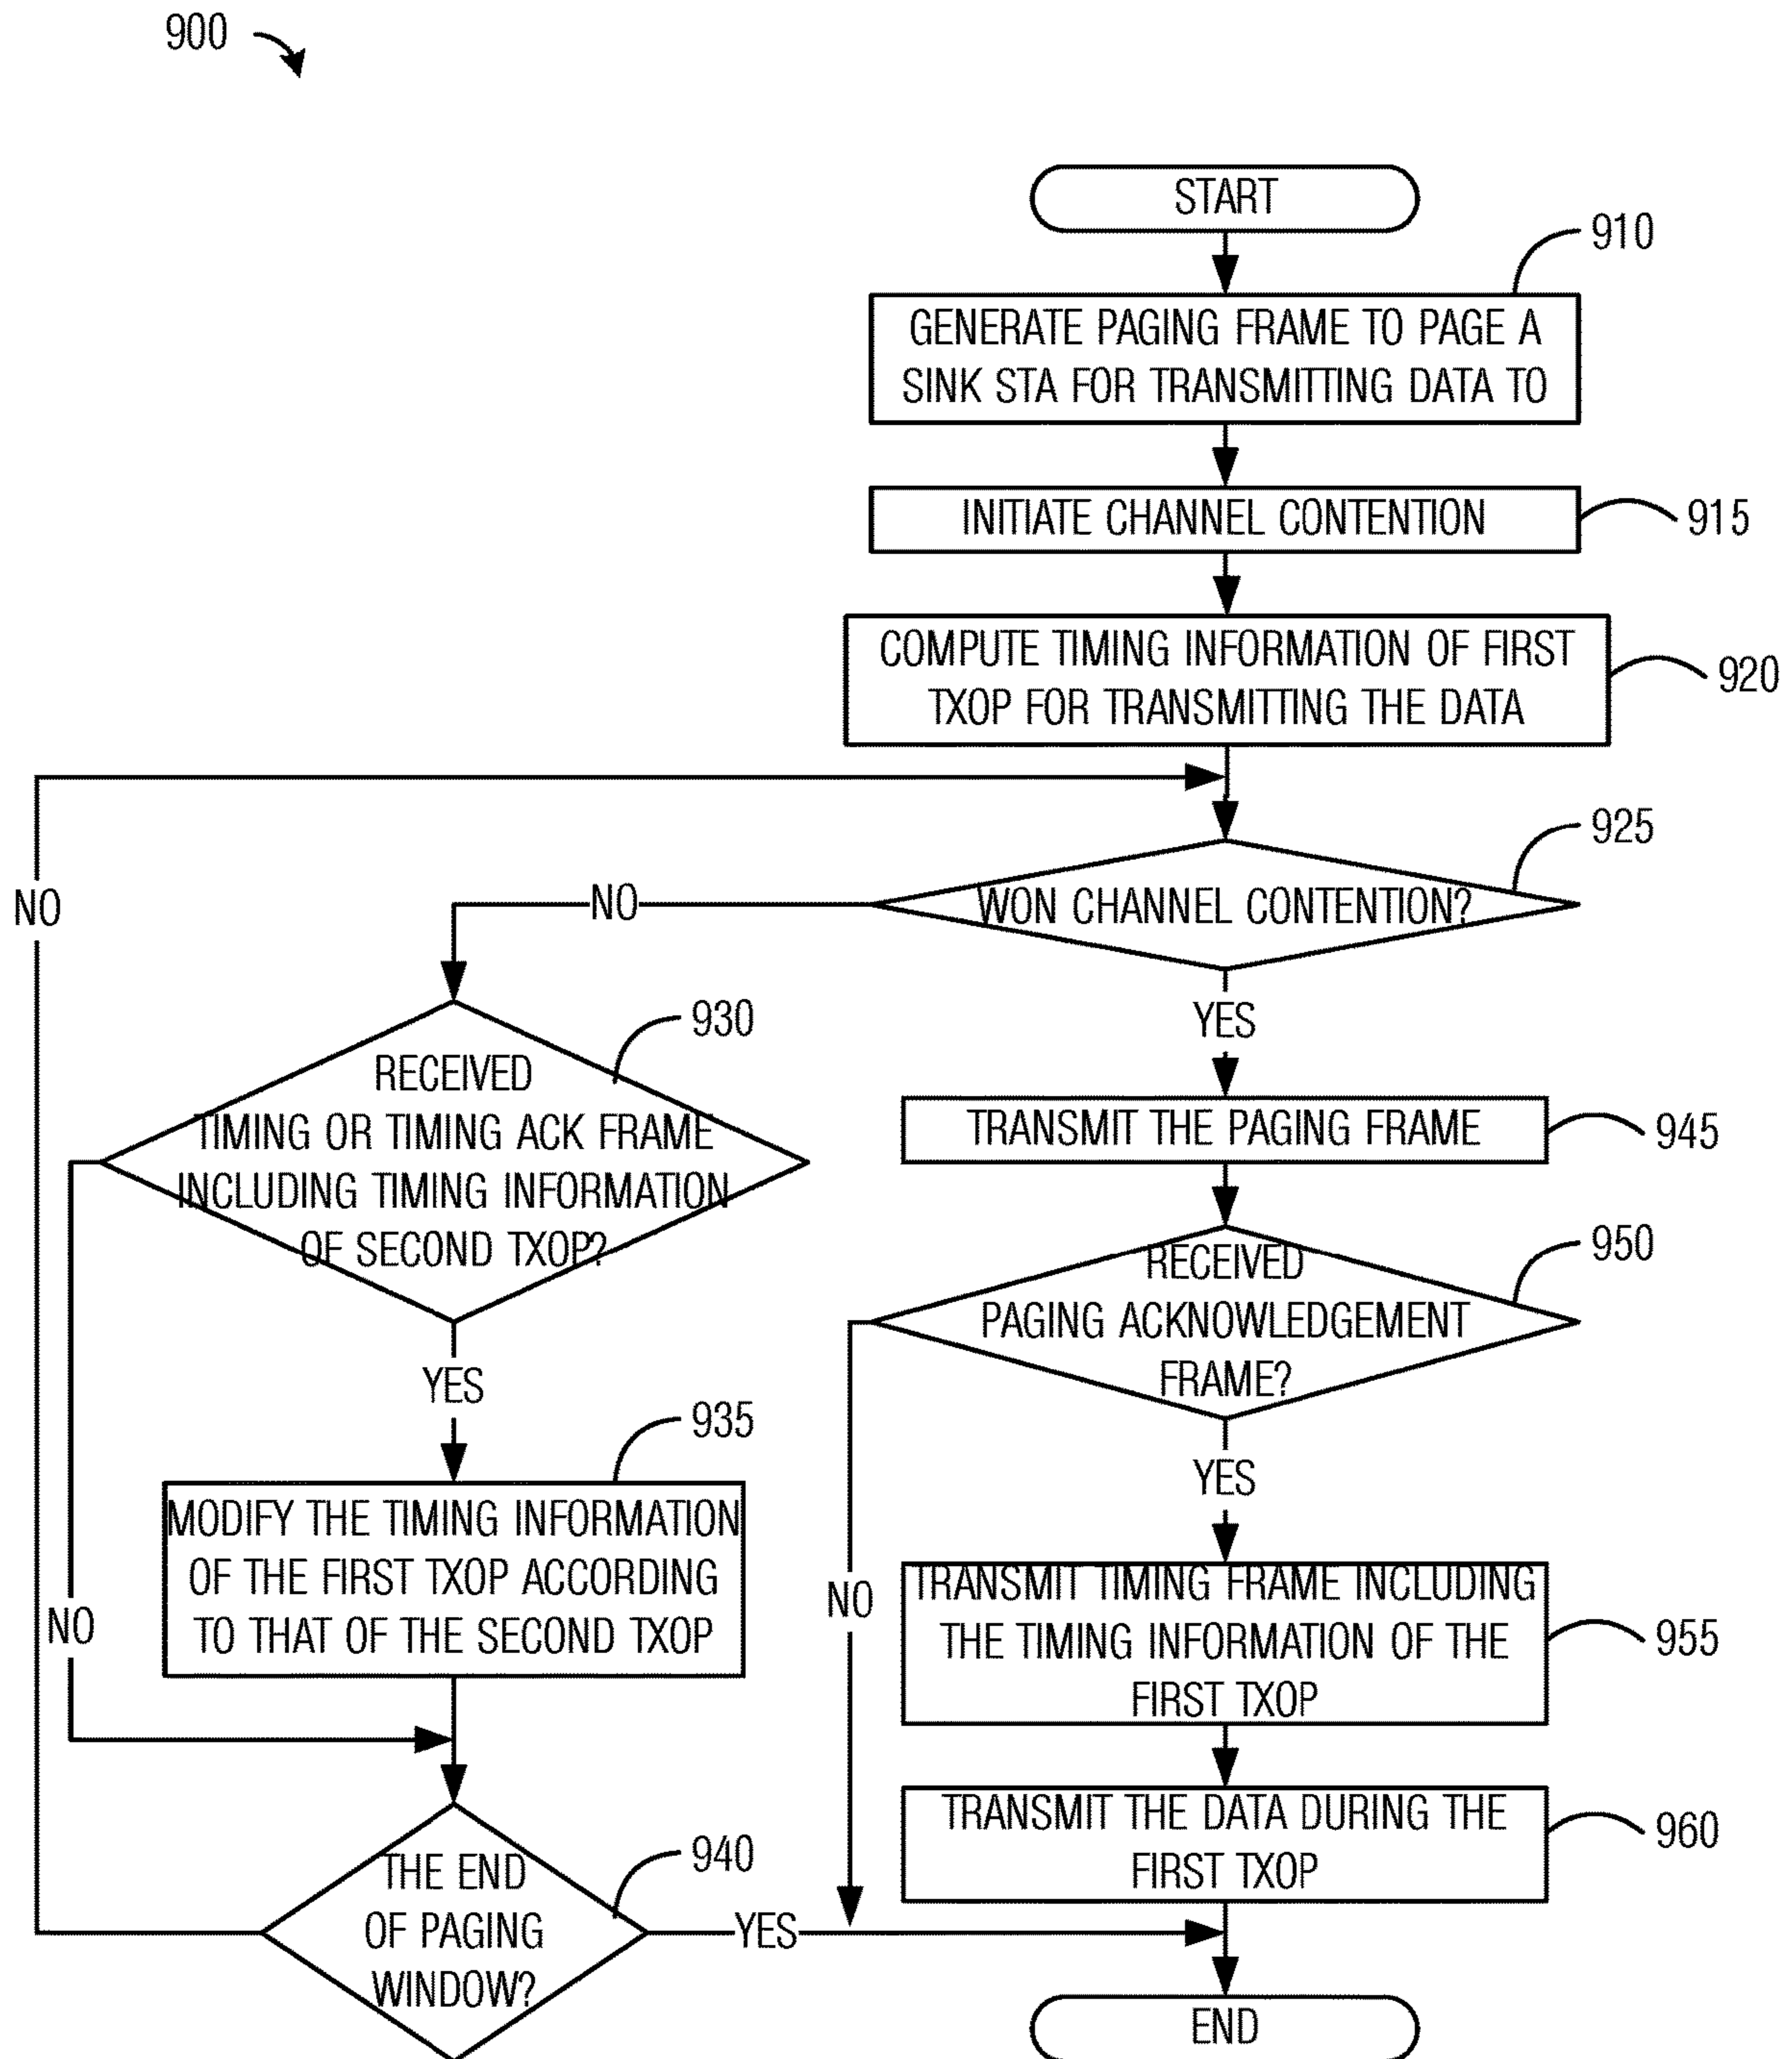 900
START
910
GENERATE PAGING FRAME TO PAGE A
SINK STA FOR TRANSMITTING DATA TO
INITIATE CHANNEL CONTENTION
915
COMPUTE TIMING INFORMATION OF FIRST
TXOP FOR TRANSMITTING THE DATA
920
925
WON CHANNEL CONTENTION?
NO
NO
YES
930
RECEIVED
TIMING OR TIMING ACK FRAME
INCLUDING TIMING INFORMATION
OF SECOND TXOP?
TRANSMIT THE PAGING FRAME
945
950
RECEIVED
PAGING ACKNOWLEDGEMENT
FRAME?
YES
YES
935
MODIFY THE TIMING INFORMATION
OF THE FIRST TXOP ACCORDING
TO THAT OF THE SECOND TXOP
NO
NO
TRANSMIT TIMING FRAME INCLUDING
THE TIMING INFORMATION OF THE
FIRST TXOP
955
TRANSMIT THE DATA DURING THE
FIRST TXOP
960
940
THE END
OF PAGING
WINDOW?
YES
END